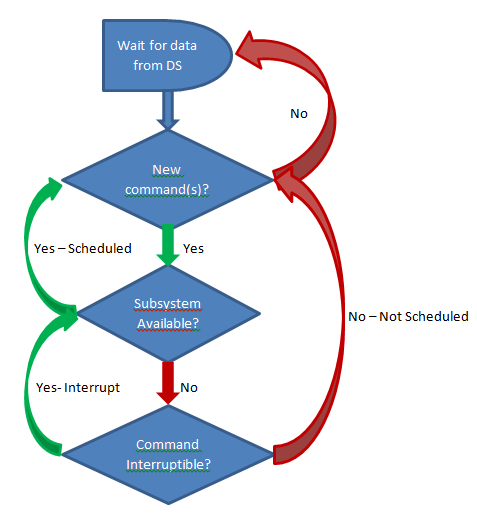 Wait for data
from DS
No
New
command(s)?
Yes – Scheduled
Yes
Subsystem
Available?
No – Not Scheduled
Yes- Interrupt
No
Command
Interruptible?